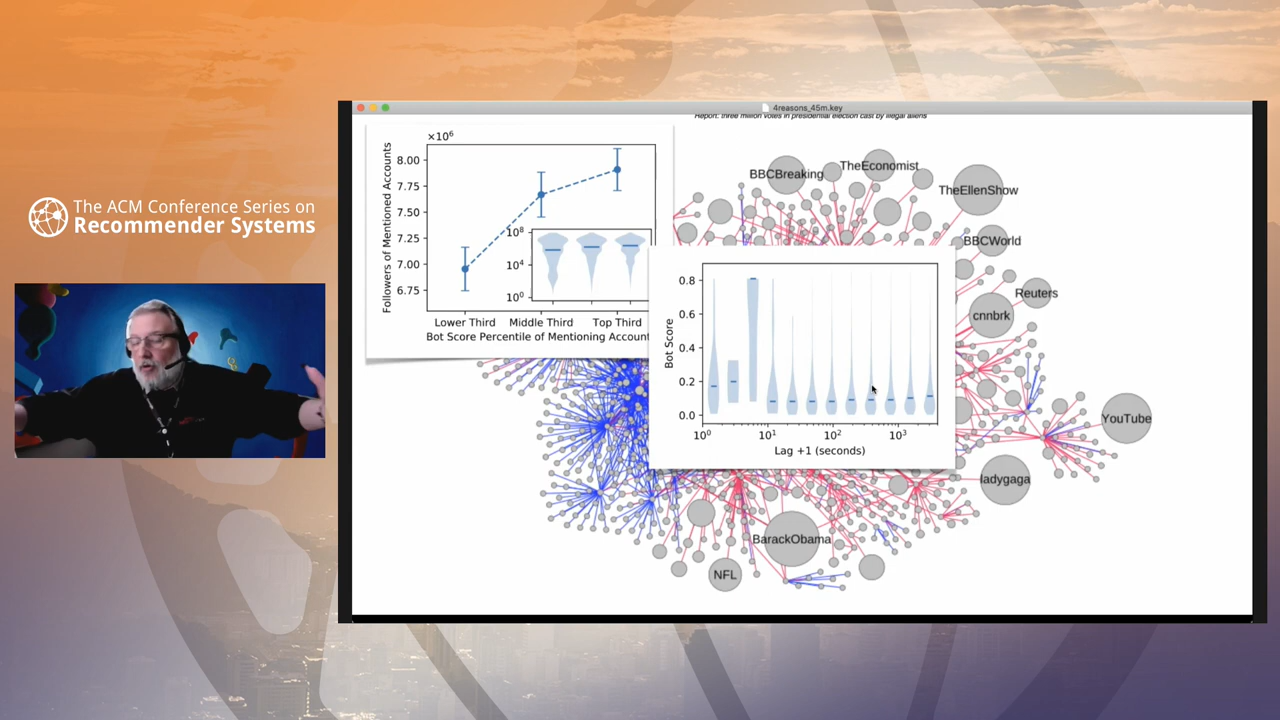 The ACM Conference Series on
Recommender Systems
4reasons_45m.key
Report: three million votes in presidential election cast by illegal aliens
×10⁶
8.00
7.75
7.50
7.25
7.00
6.75
Followers of Mentioned Accounts
10⁸
10⁴
10⁰
Lower Third Middle Third Top Third
Bot Score Percentile of Mentioning Account
BBCBreaking
TheEconomist
TheEllenShow
BBCWorld
Reuters
cnnbrk
YouTube
ladygaga
BarackObama
NFL
Bot Score
0.8
0.6
0.4
0.2
0.0
10⁰ 10¹ 10² 10³
Lag +1 (seconds)